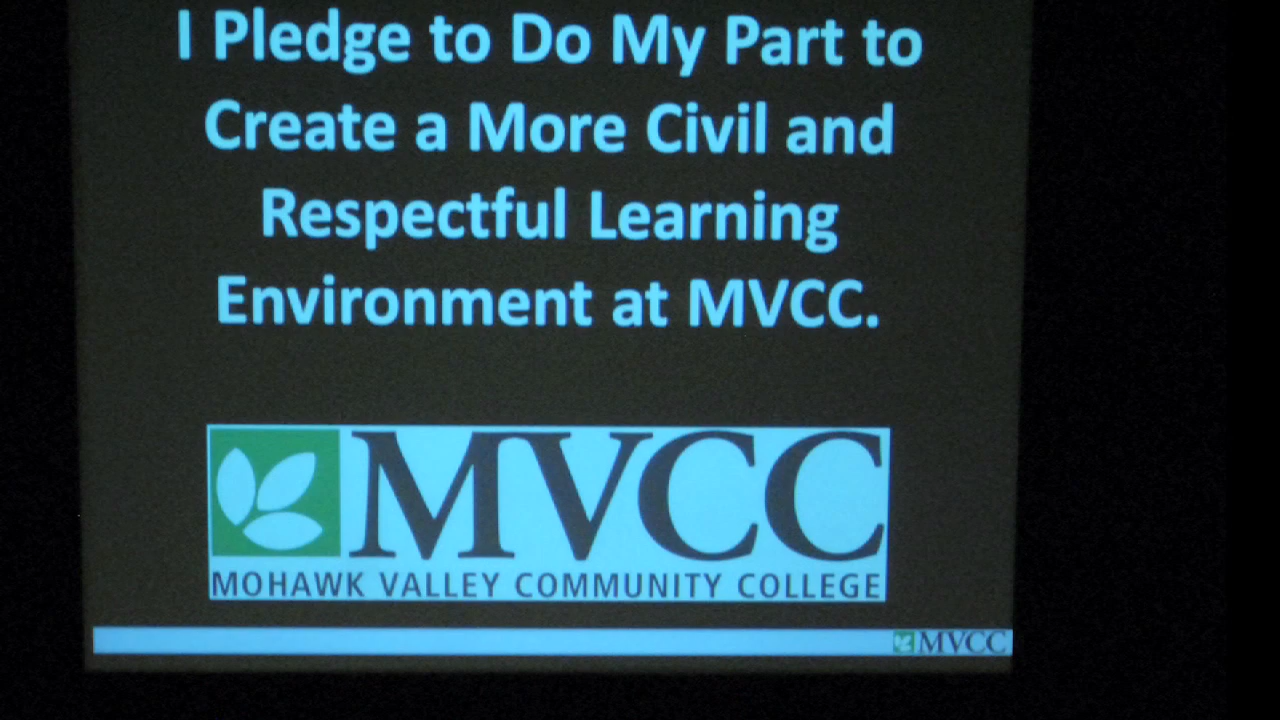 I Pledge to Do My Part to
Create a More Civil and
Respectful Learning
Environment at MVCC.
MVCC
MOHAWK VALLEY COMMUNITY COLLEGE
MVCC